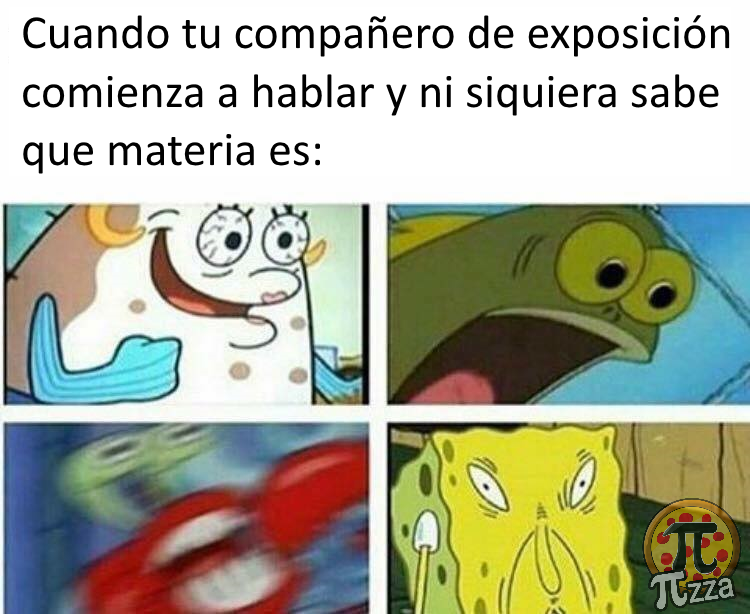 Cuando tu compañero de exposición
comienza a hablar y ni siquiera sabe
que materia es:
π
πzza